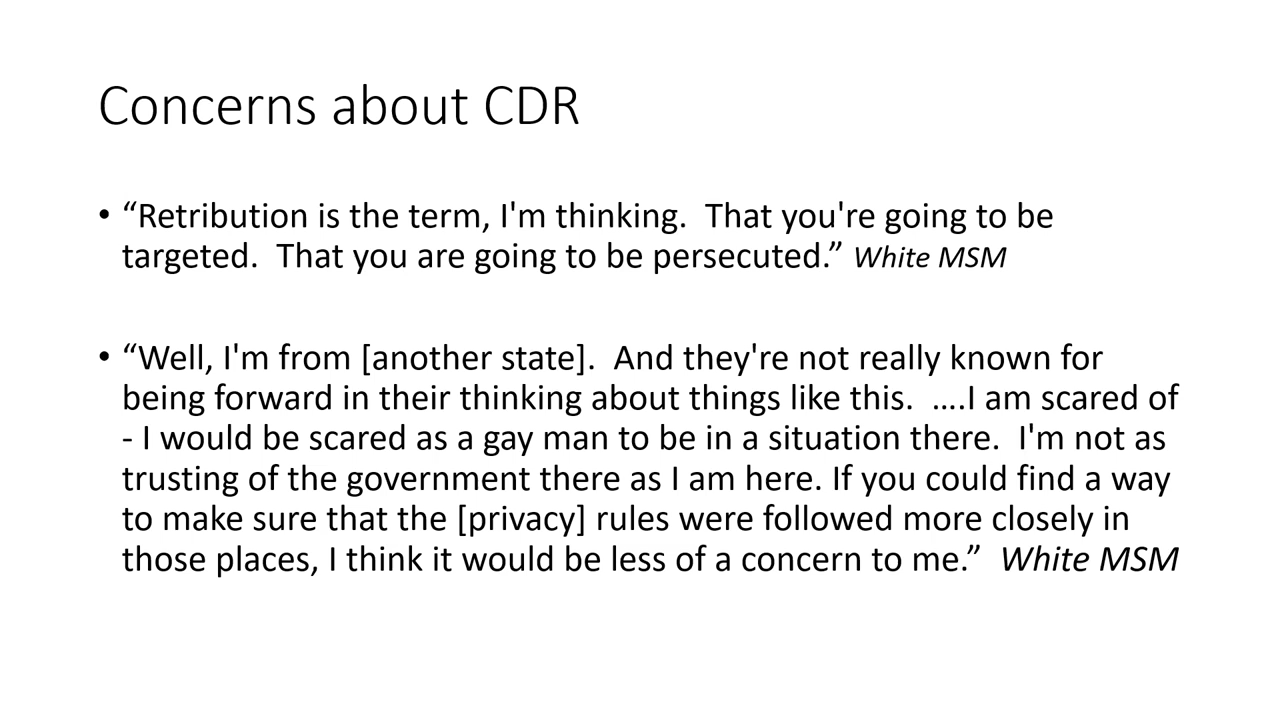 Concerns about CDR
• “Retribution is the term, I'm thinking.  That you're going to be
targeted.  That you are going to be persecuted.” White MSM
• “Well, I'm from [another state].  And they're not really known for
being forward in their thinking about things like this.  ….I am scared of
- I would be scared as a gay man to be in a situation there.  I'm not as
trusting of the government there as I am here. If you could find a way
to make sure that the [privacy] rules were followed more closely in
those places, I think it would be less of a concern to me.”  White MSM